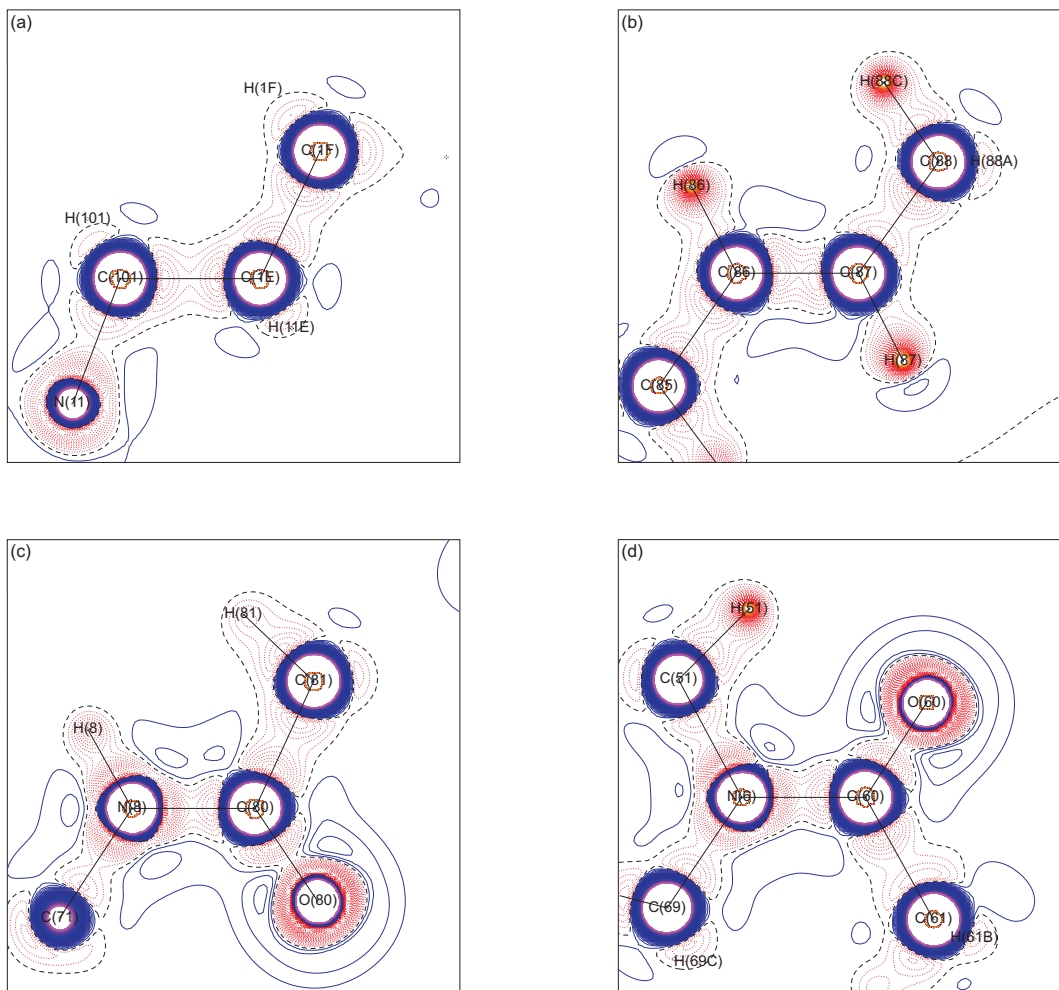 (a)
H(1F)
C(1F)
H(101)
C(101)
C(1E)
H(11E)
N(11)
(b)
H(88C)
C(88)
H(88A)
H(86)
C(86)
C(87)
H(87)
C(85)
(c)
H(81)
C(81)
H(8)
N(8)
C(80)
O(80)
C(71)
(d)
H(51)
C(51)
O(60)
N(6)
C(60)
C(69)
C(61)
H(61B)
H(69C)